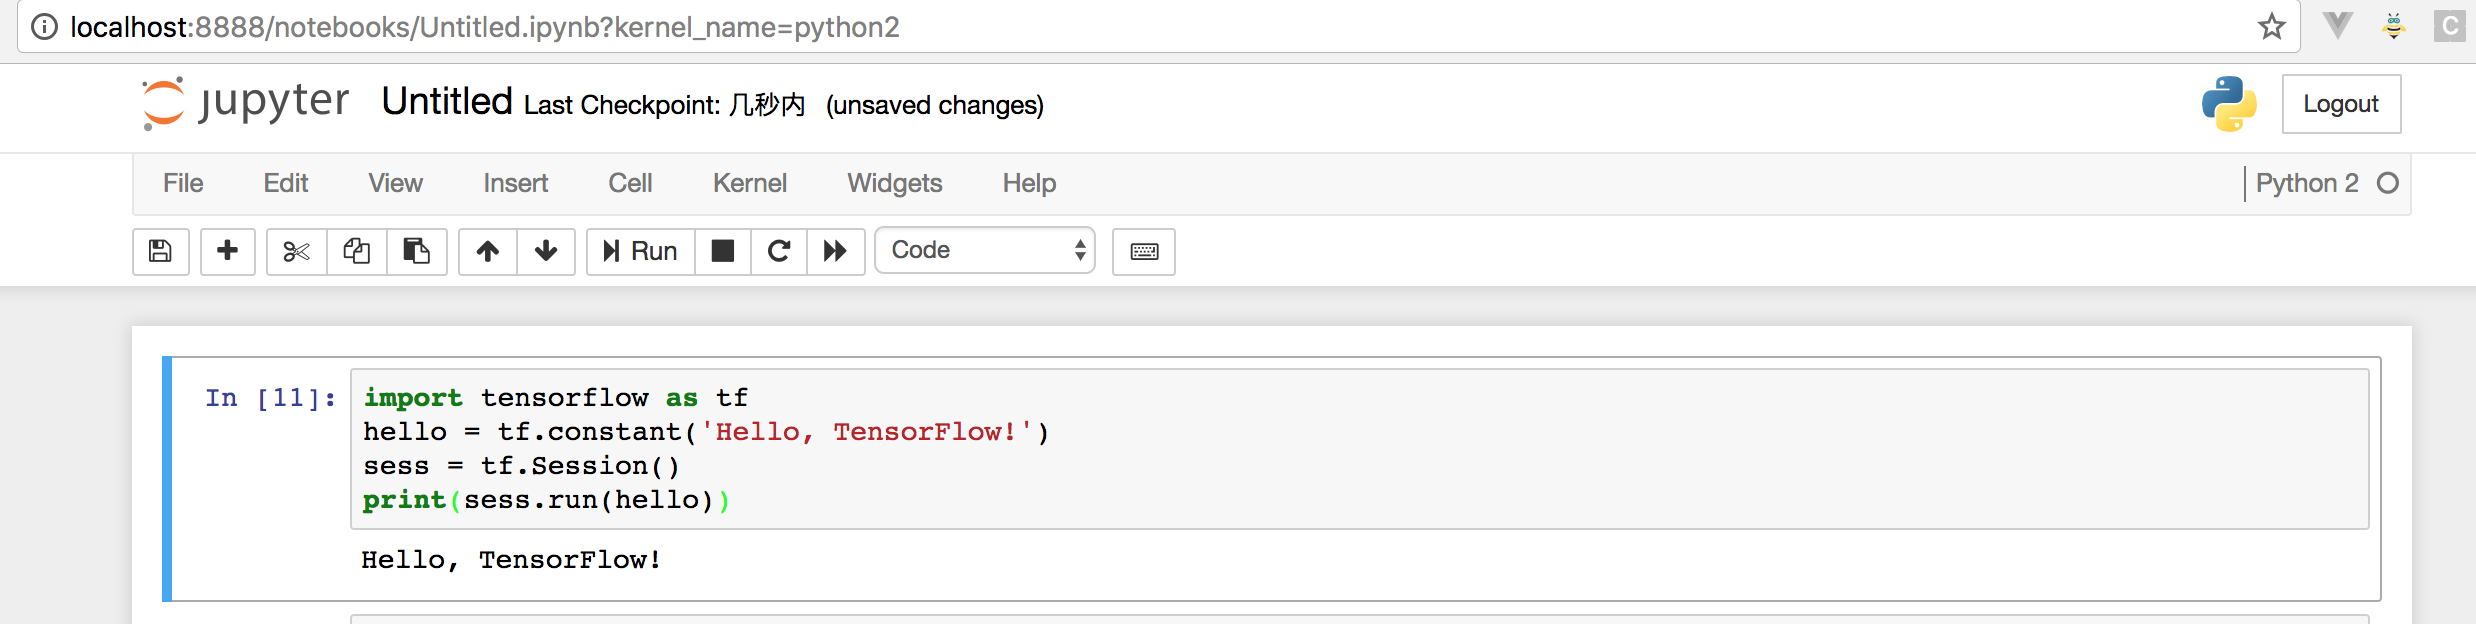 localhost:8888/notebooks/Untitled.ipynb?kernel_name=python2
C
jupyter Untitled Last Checkpoint: 几秒内 (unsaved changes)
Logout
File Edit View Insert Cell Kernel Widgets Help Python 2
Run Code
In [11]: import tensorflow as tf
hello = tf.constant('Hello, TensorFlow!')
sess = tf.Session()
print(sess.run(hello))
Hello, TensorFlow!